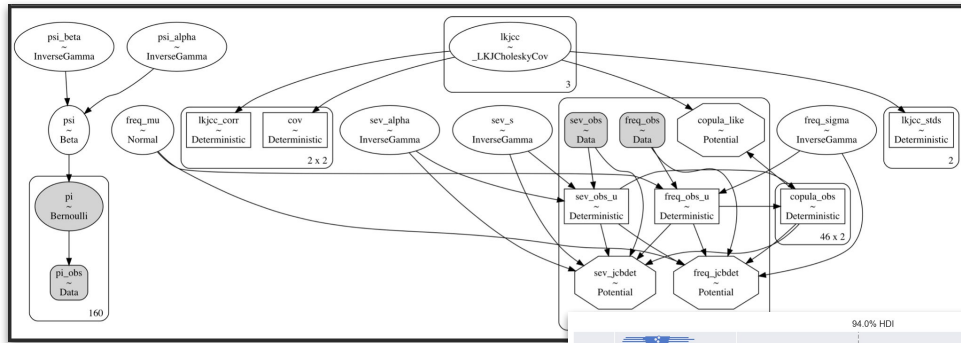 psi_beta
~
InverseGamma
psi_alpha
~
InverseGamma
lkjcc
~
_LKJCholeskyCov
3
psi
~
Beta
freq_mu
~
Normal
lkjcc_corr
~
Deterministic
cov
~
Deterministic
2 x 2
sev_alpha
~
InverseGamma
sev_s
~
InverseGamma
sev_obs
~
Data
freq_obs
~
Data
copula_like
~
Potential
freq_sigma
~
InverseGamma
lkjcc_stds
~
Deterministic
2
pi
~
Bernoulli
sev_obs_u
~
Deterministic
freq_obs_u
~
Deterministic
copula_obs
~
Deterministic
46 x 2
pi_obs
~
Data
160
sev_jcbdet
~
Potential
freq_jcbdet
~
Potential
94.0% HDI